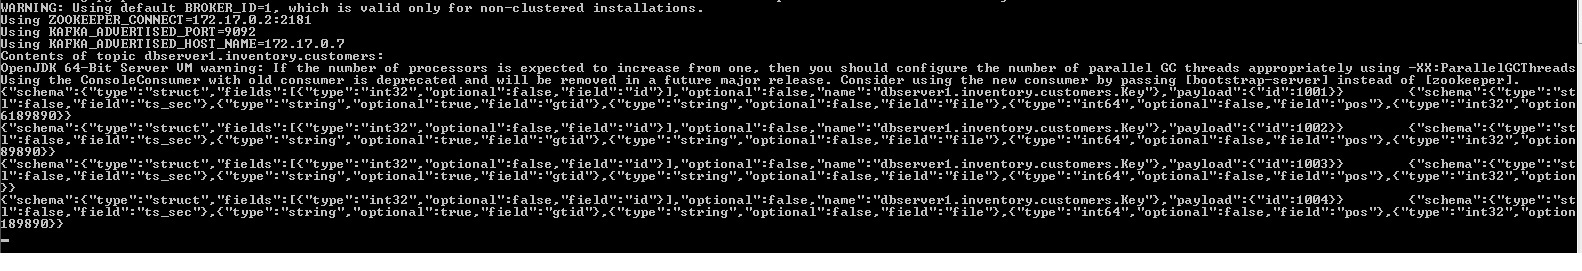 WARNING: Using default BROKER_ID=1, which is valid only for non-clustered installations.
Using ZOOKEEPER_CONNECT=172.17.0.2:2181
Using KAFKA_ADVERTISED_PORT=9092
Using KAFKA_ADVERTISED_HOST_NAME=172.17.0.7
Contents of topic dbserver1.inventory.customers:
OpenJDK 64-Bit Server VM warning: If the number of processors is expected to increase from one, then you should configure the number of parallel GC threads appropriately using -XX:ParallelGCThreads
Using the ConsoleConsumer with old consumer is deprecated and will be removed in a future major release. Consider using the new consumer by passing [bootstrap-server] instead of [zookeeper].
{"schema":{"type":"struct","fields":[{"type":"int32","optional":false,"field":"id"}],"optional":false,"name":"dbserver1.inventory.customers.Key"},"payload":{"id":1001}} {"schema":{"type":"st
l":false,"field":"ts_sec"},{"type":"string","optional":true,"field":"gtid"},{"type":"string","optional":false,"field":"file"},{"type":"int64","optional":false,"field":"pos"},{"type":"int32","option
6189890}}
{"schema":{"type":"struct","fields":[{"type":"int32","optional":false,"field":"id"}],"optional":false,"name":"dbserver1.inventory.customers.Key"},"payload":{"id":1002}} {"schema":{"type":"st
l":false,"field":"ts_sec"},{"type":"string","optional":true,"field":"gtid"},{"type":"string","optional":false,"field":"file"},{"type":"int64","optional":false,"field":"pos"},{"type":"int32","option
89890}}
{"schema":{"type":"struct","fields":[{"type":"int32","optional":false,"field":"id"}],"optional":false,"name":"dbserver1.inventory.customers.Key"},"payload":{"id":1003}} {"schema":{"type":"st
l":false,"field":"ts_sec"},{"type":"string","optional":true,"field":"gtid"},{"type":"string","optional":false,"field":"file"},{"type":"int64","optional":false,"field":"pos"},{"type":"int32","option
}}
{"schema":{"type":"struct","fields":[{"type":"int32","optional":false,"field":"id"}],"optional":false,"name":"dbserver1.inventory.customers.Key"},"payload":{"id":1004}} {"schema":{"type":"st
l":false,"field":"ts_sec"},{"type":"string","optional":true,"field":"gtid"},{"type":"string","optional":false,"field":"file"},{"type":"int64","optional":false,"field":"pos"},{"type":"int32","option
189890}}